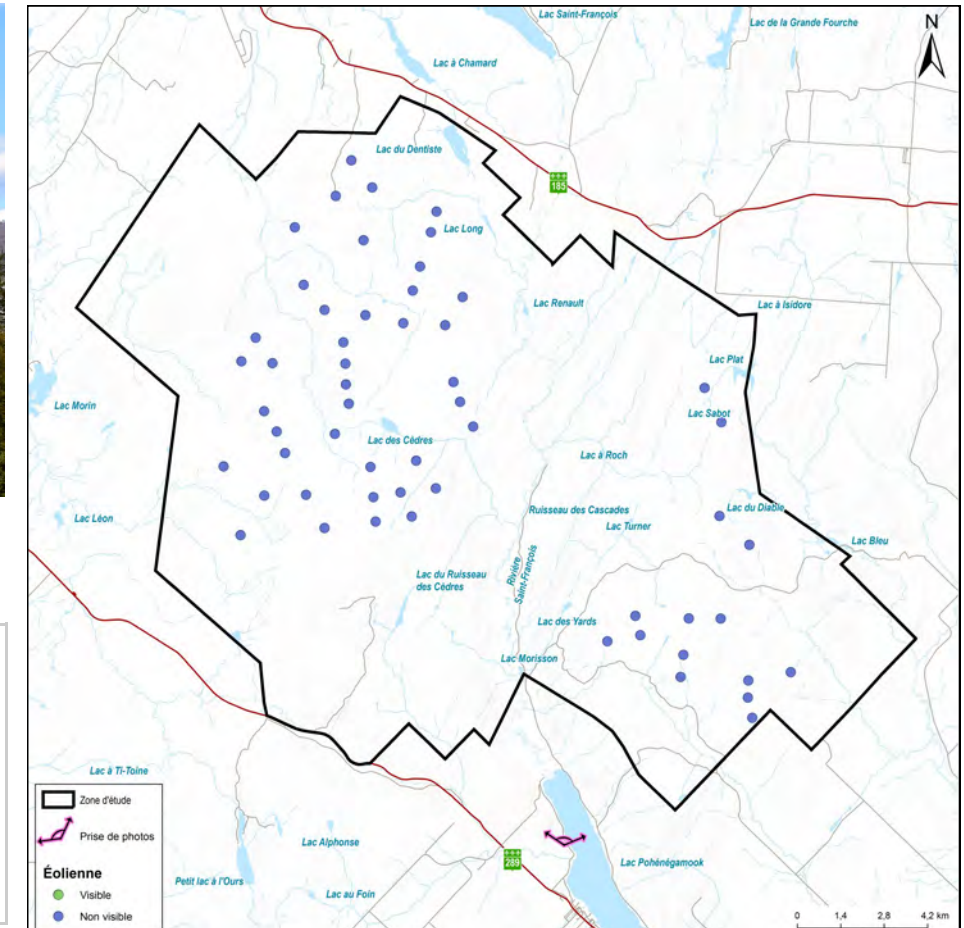 Lac Saint-François
Lac de la Grande Fourche
N
Lac à Chamard
Lac du Dentiste
185
Lac Long
Lac Renault
Lac à Isidore
Lac Plat
Lac Morin
Lac Sabot
Lac des Cèdres
Lac à Roch
Lac Léon
Ruisseau des Cascades
Lac du Diable
Lac Turner
Lac Bleu
Rivière
Saint-François
Lac du Ruisseau
des Cèdres
Lac des Yards
Lac Morisson
Lac à Ti-Toine
Zone d'étude
Prise de photos
Lac Alphonse
289
Lac Pohénégamook
Éolienne
Petit lac à l'Ours
Visible
Lac au Foin
Non visible
0 1,4 2,8 4,2 km